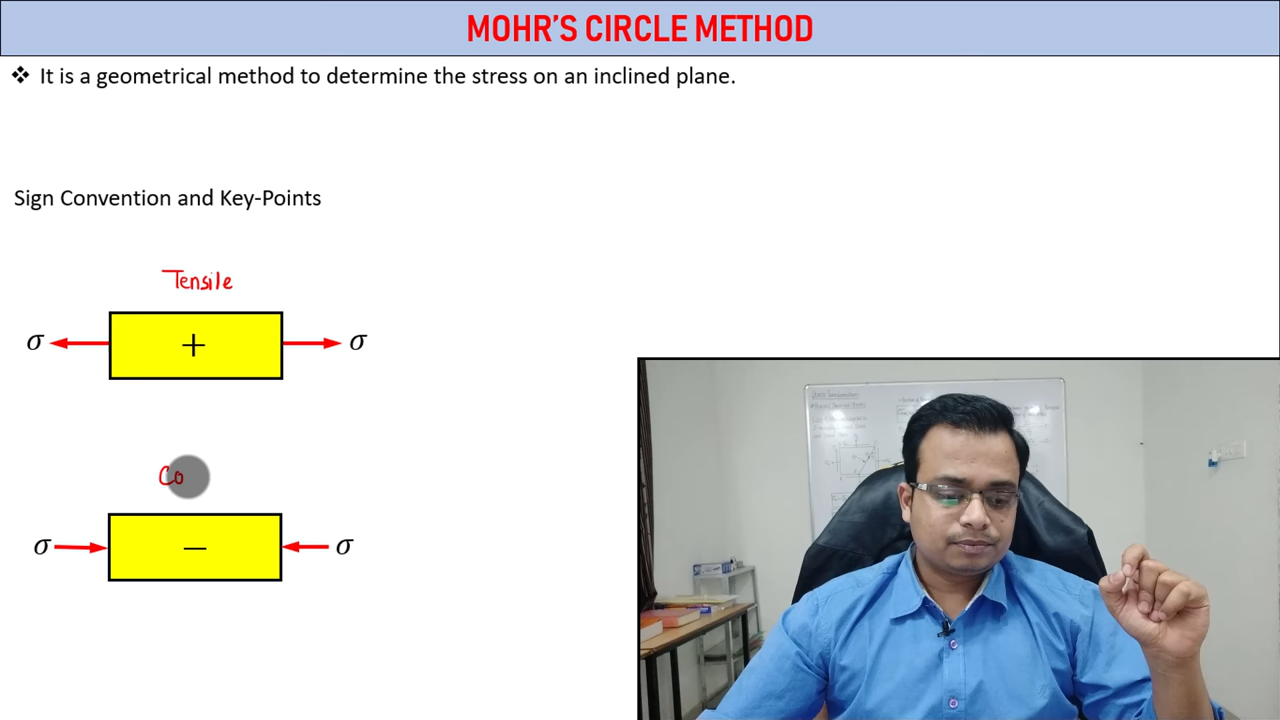 MOHR'S CIRCLE METHOD
❖ It is a geometrical method to determine the stress on an inclined plane.
Sign Convention and Key-Points
Tensile
σ + σ
Co
σ − σ